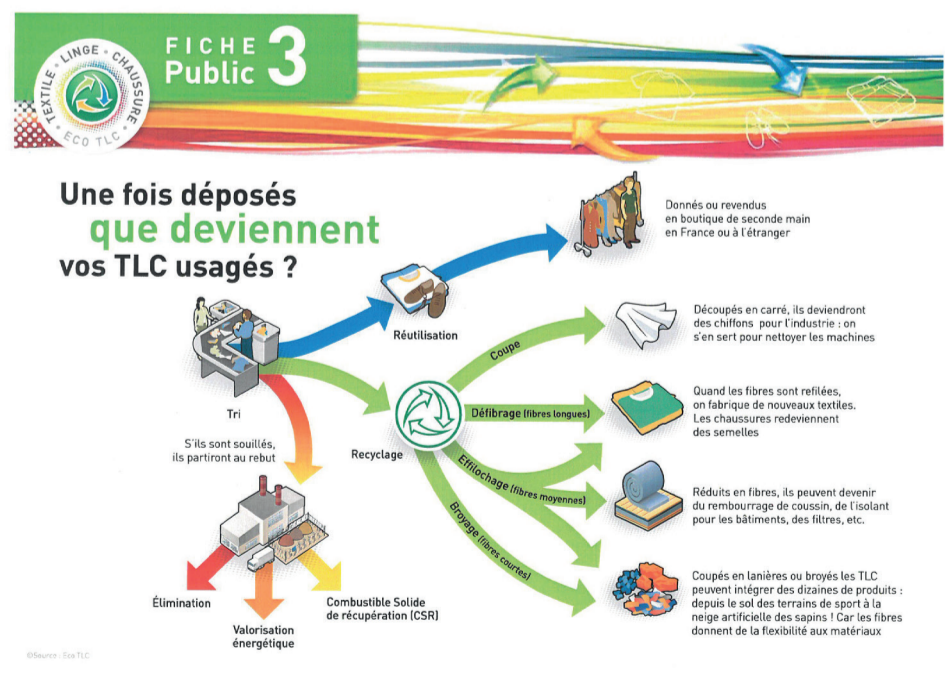 FICHE
Public 3
TEXTILE • LINGE • CHAUSSURE
• ECO TLC •
Une fois déposés
que deviennent
vos TLC usagés ?
Donnés ou revendus
en boutique de seconde main
en France ou à l'étranger
Réutilisation
Découpés en carré, ils deviendront
des chiffons pour l'industrie : on
s'en sert pour nettoyer les machines
Coupe
Tri
Quand les fibres sont refilées,
on fabrique de nouveaux textiles.
Les chaussures redeviennent
des semelles
Défibrage (fibres longues)
S'ils sont souillés,
ils partiront au rebut
Recyclage
Effilochage (fibres moyennes)
Réduits en fibres, ils peuvent devenir
du rembourrage de coussin, de l'isolant
pour les bâtiments, des filtres, etc.
Broyage (fibres courtes)
Coupés en lanières ou broyés les TLC
peuvent intégrer des dizaines de produits :
depuis le sol des terrains de sport à la
neige artificielle des sapins ! Car les fibres
donnent de la flexibilité aux matériaux
Élimination
Combustible Solide
de récupération (CSR)
Valorisation
énergétique
©Source : Eco TLC